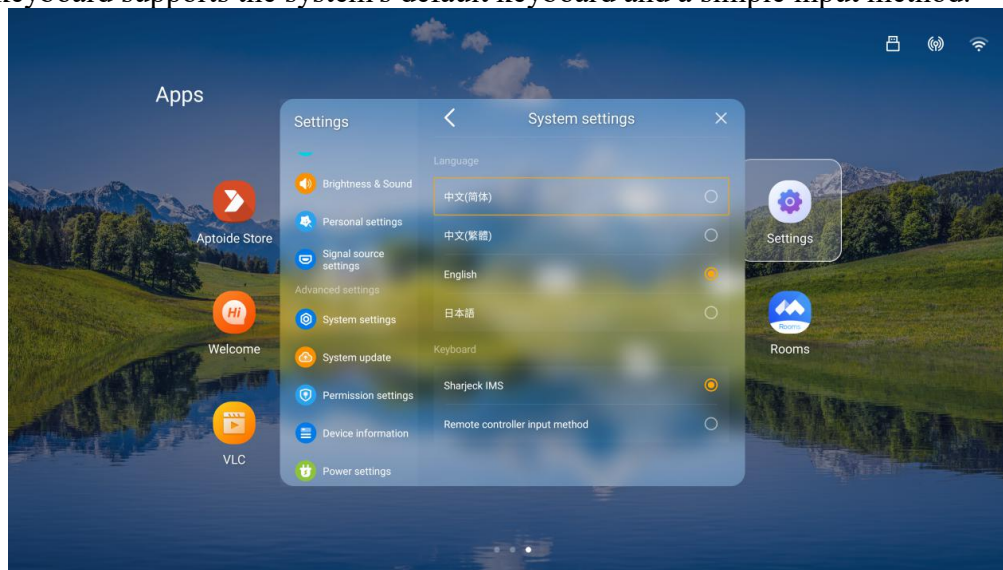 keyboard supports the system's default keyboard and a simple input method.
Apps
Settings
System settings
Language
Brightness & Sound
中文(简体)
Personal settings
中文(繁體)
Signal source
settings
English
Advanced settings
System settings
日本語
Keyboard
System update
Sharjeck IMS
Permission settings
Remote controller input method
Device information
Power settings
Aptoide Store
Hi
Welcome
VLC
Settings
Rooms
Rooms